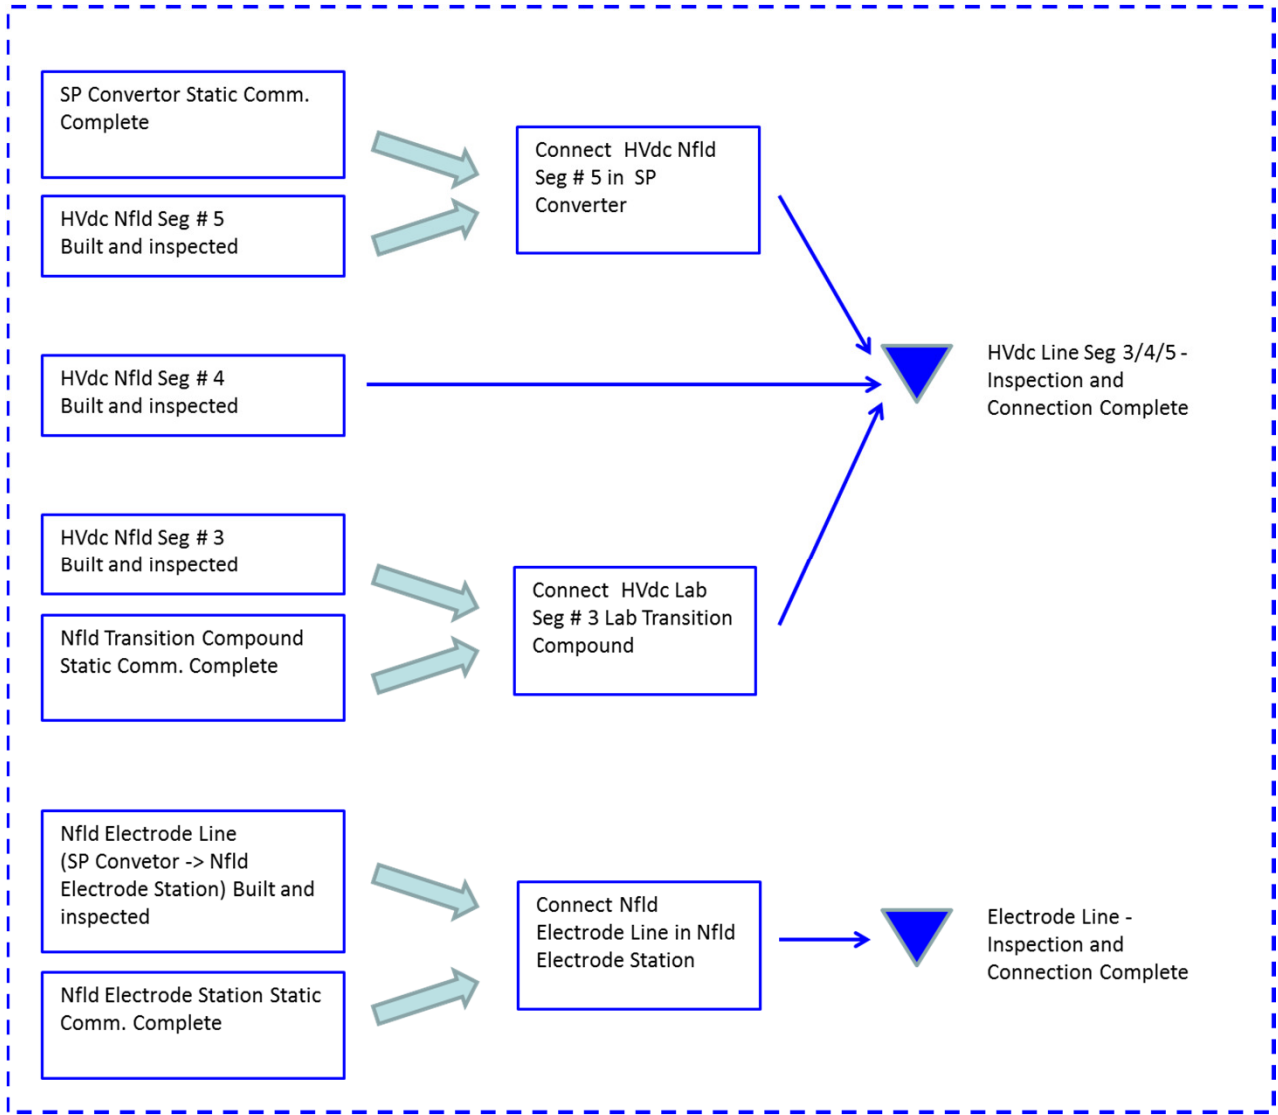 SP Convertor Static Comm.
Complete
HVdc Nfld Seg # 5
Built and inspected
Connect HVdc Nfld
Seg # 5 in SP
Converter
HVdc Nfld Seg # 4
Built and inspected
HVdc Line Seg 3/4/5 -
Inspection and
Connection Complete
HVdc Nfld Seg # 3
Built and inspected
Nfld Transition Compound
Static Comm. Complete
Connect HVdc Lab
Seg # 3 Lab Transition
Compound
Nfld Electrode Line
(SP Convetor -> Nfld
Electrode Station) Built and
inspected
Nfld Electrode Station Static
Comm. Complete
Connect Nfld
Electrode Line in Nfld
Electrode Station
Electrode Line -
Inspection and
Connection Complete